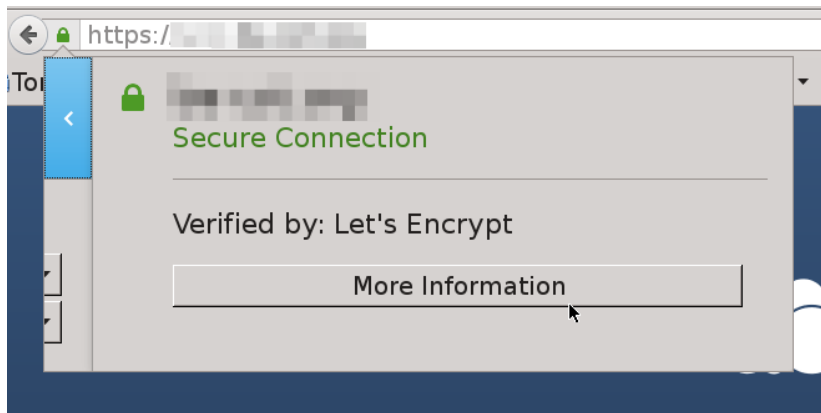 https:/
Secure Connection
Verified by: Let's Encrypt
More Information